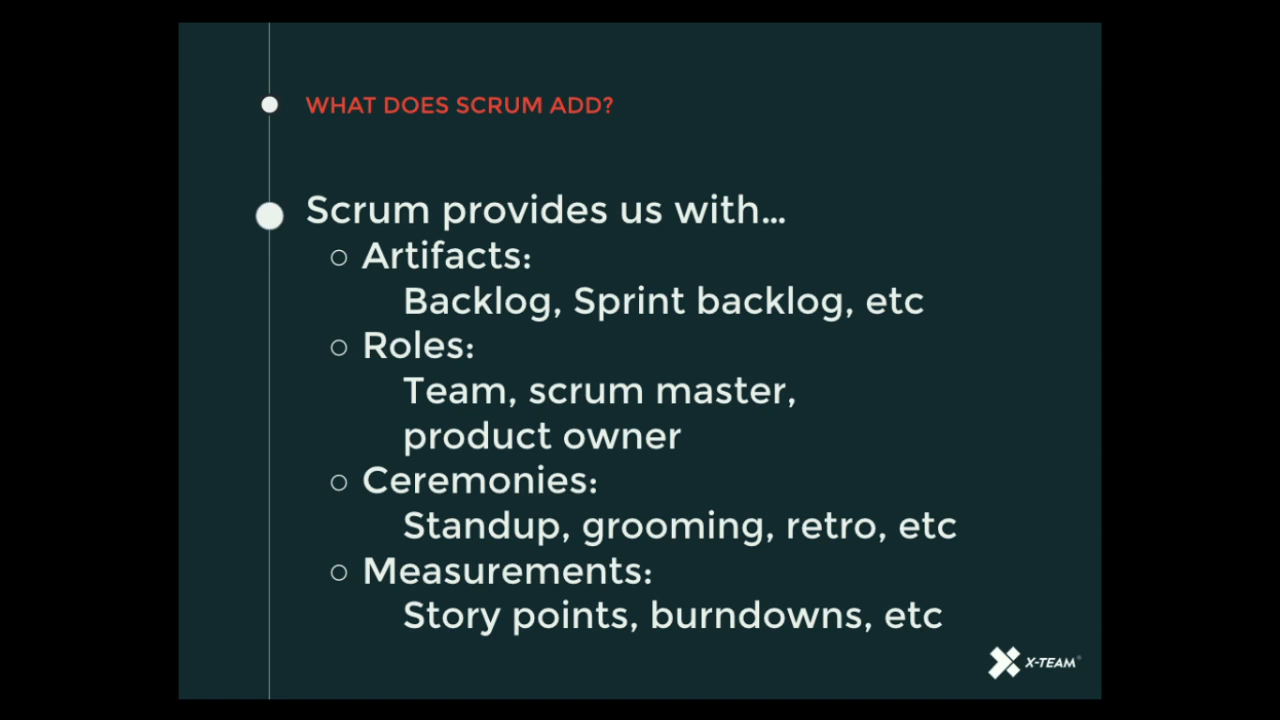 WHAT DOES SCRUM ADD?
Scrum provides us with...
Artifacts:
Backlog, Sprint backlog, etc
Roles:
Team, scrum master,
product owner
Ceremonies:
Standup, grooming, retro, etc
Measurements:
Story points, burndowns, etc
X-TEAM®